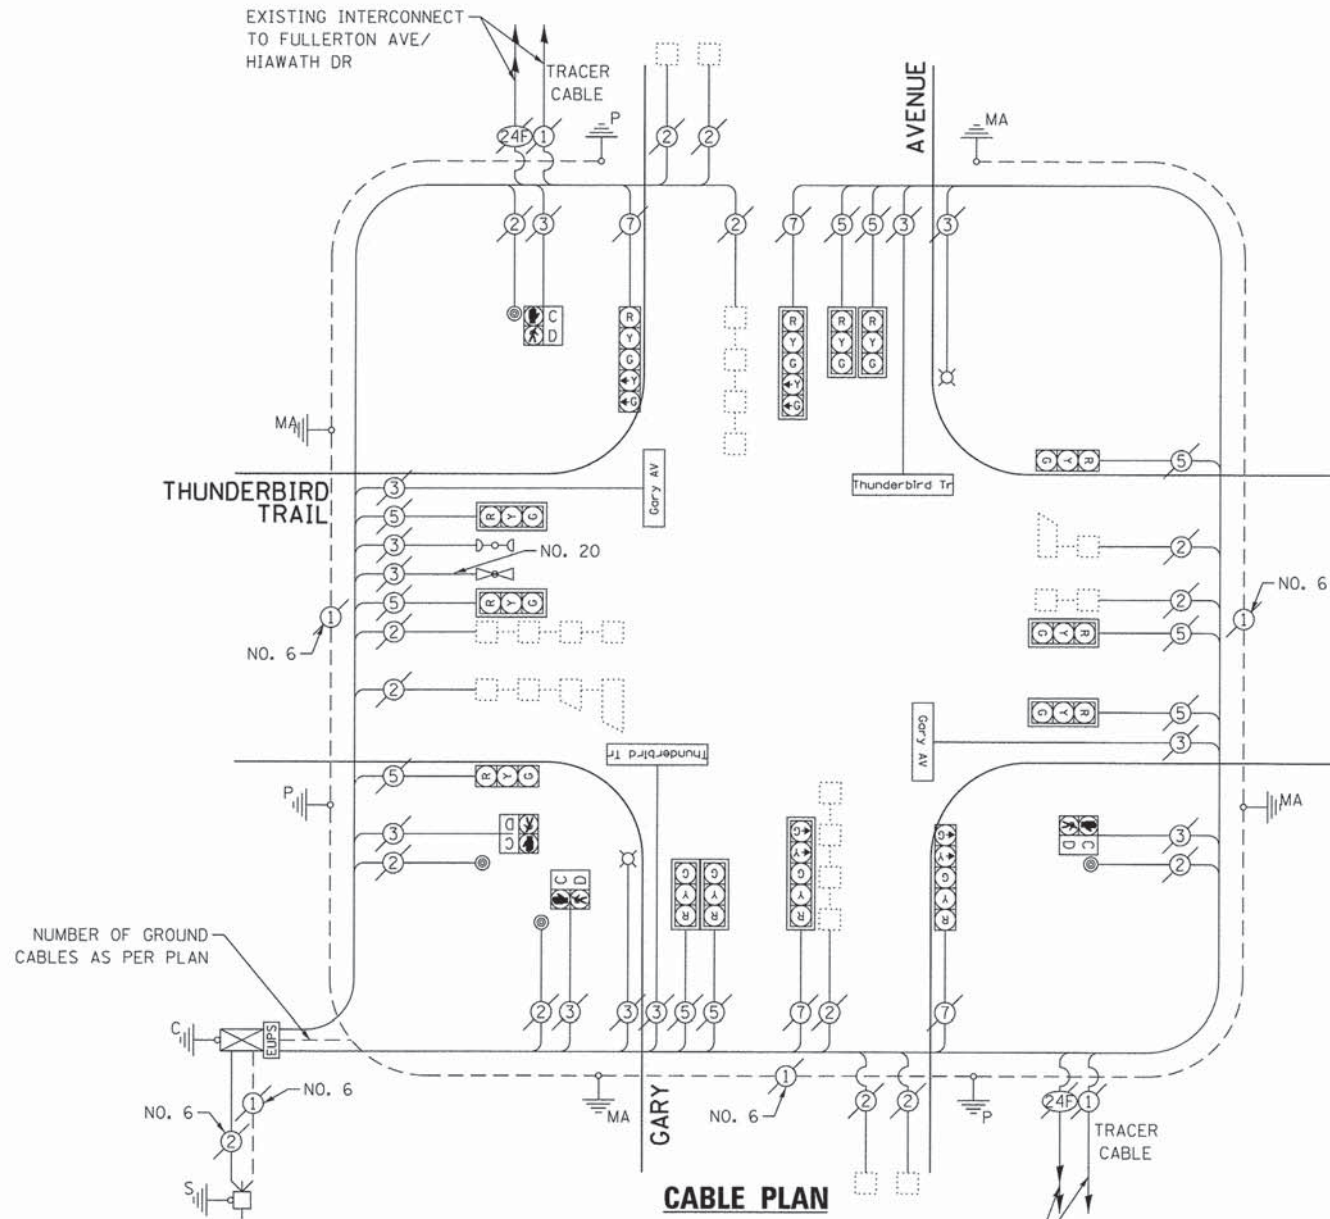 EXISTING INTERCONNECT
TO FULLERTON AVE/
HIAWATH DR
TRACER
CABLE
24F 1
P
2 2
AVENUE
MA
2 3 7 2 7 5 5 3 3
C
D
R
Y
G
Y
G
R
Y
G
Y
G
R
Y
G
R
Y
G
MA
THUNDERBIRD
TRAIL
3
Gary AV
Thunderbird Tr
R Y G 5
5 R Y G
3 NO. 20
3
2
5 R Y G
2
R Y G 5
1 NO. 6
NO. 6 1
2
2
R Y G 5
Gary AV 3
Thunderbird Tr
5 R Y G
P
MA
3 C D
2
C D
C D 3
2
G Y R
G Y R
G Y G Y R
G Y G Y R
NUMBER OF GROUND
CABLES AS PER PLAN
2 3 3 3 5 5 7 2 7
C
EUPS
NO. 6 1
NO. 6 2
S
MA
GARY
NO. 6 1
2 2
P
24F 1
TRACER
CABLE
CABLE PLAN